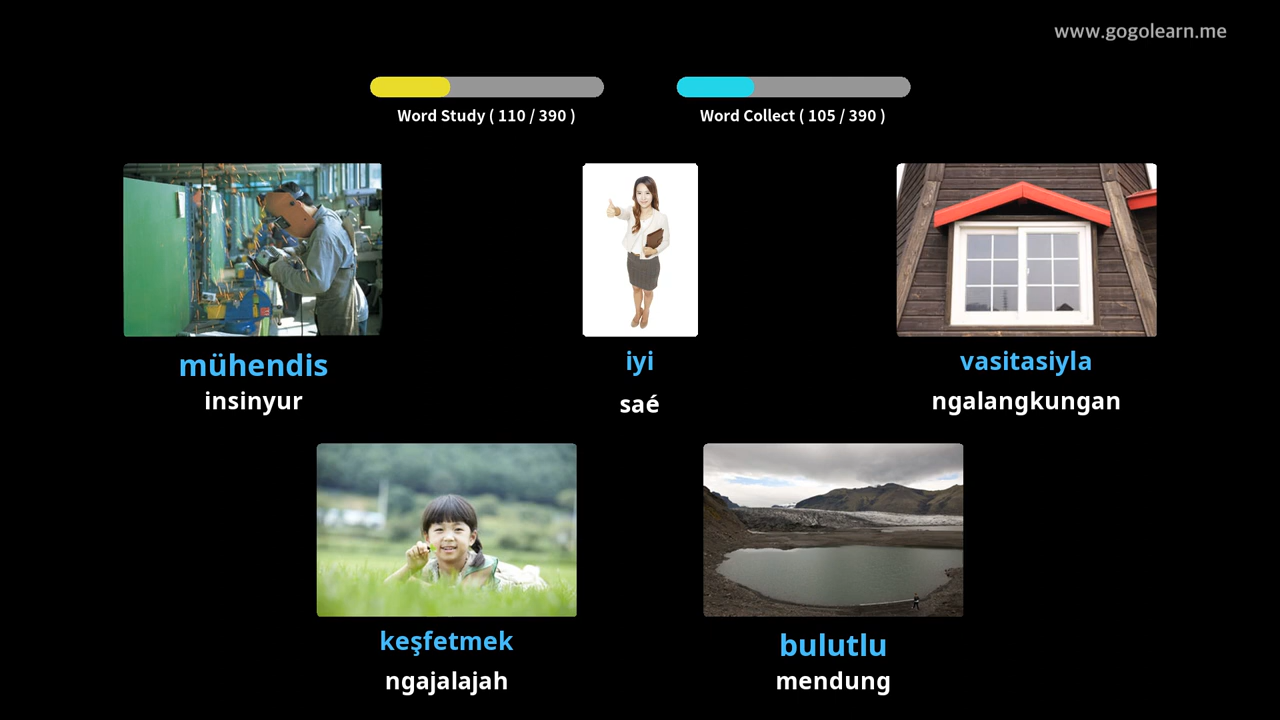 www.gogolearn.me
Word Study ( 110 / 390 )
Word Collect ( 105 / 390 )
mühendis
insinyur
iyi
saé
vasitasiyla
ngalangkungan
keşfetmek
ngajalajah
bulutlu
mendung